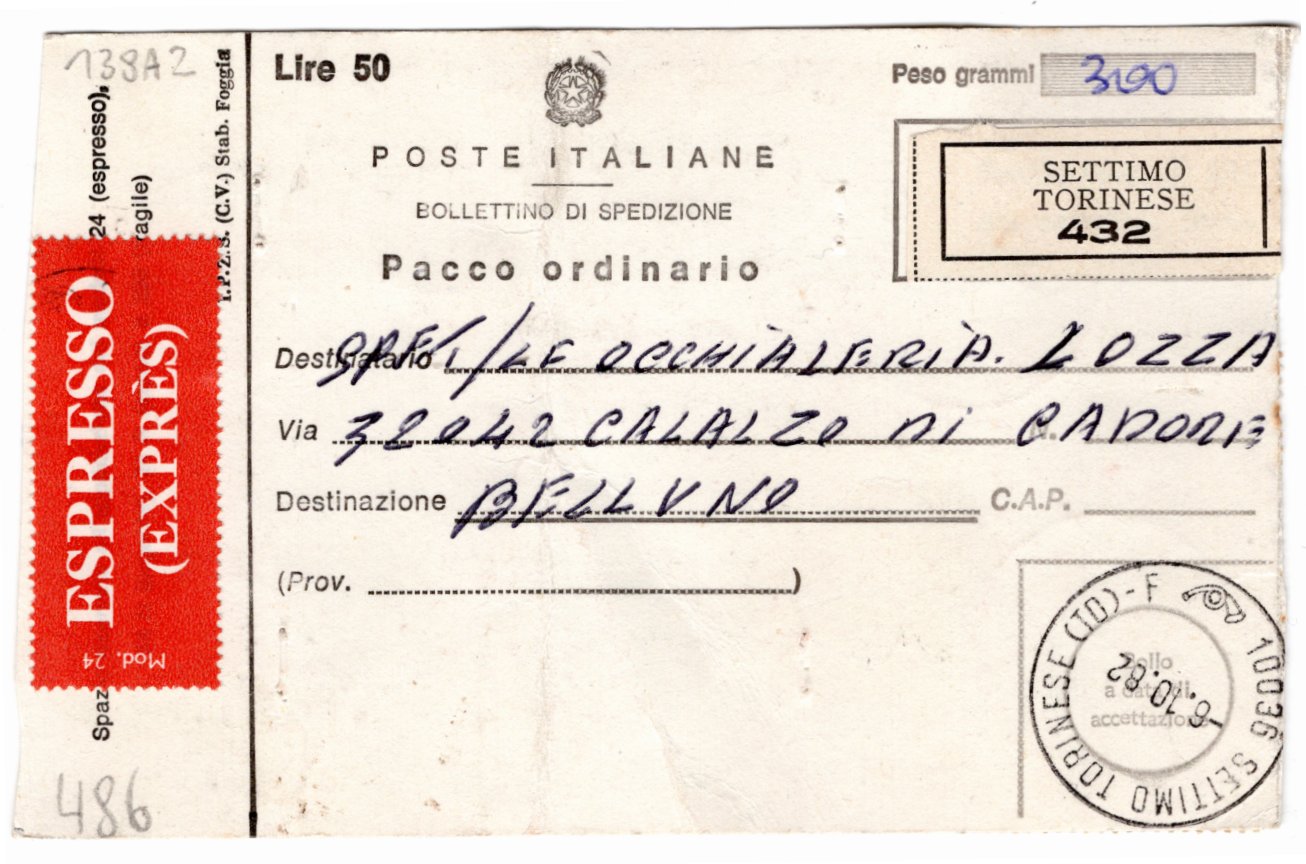 138A2
24 (espresso),
ragile)
I.P.Z.S. (C.V.) Stab. Foggia
ESPRESSO
(EXPRÈS)
Mod. 24
Spaz
486
Lire 50
POSTE ITALIANE
BOLLETTINO DI SPEDIZIONE
Pacco ordinario
Peso grammi
SETTIMO
TORINESE
432
Destinatario OCCHIALERIA. LOZZA
Via 32042 CALALZO DI CADORE
Destinazione BELLUNO C.A.P.
(Prov. )
Bollo
a data di
accettazione
10036 SETTIMO TORINESE (TO) - F
-6.10.82